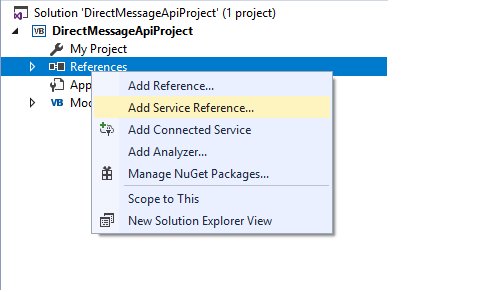 Solution 'DirectMessageApiProject' (1 project)
VB DirectMessageApiProject
My Project
References
App
VB Mod
Add Reference...
Add Service Reference...
Add Connected Service
Add Analyzer...
Manage NuGet Packages...
Scope to This
New Solution Explorer View